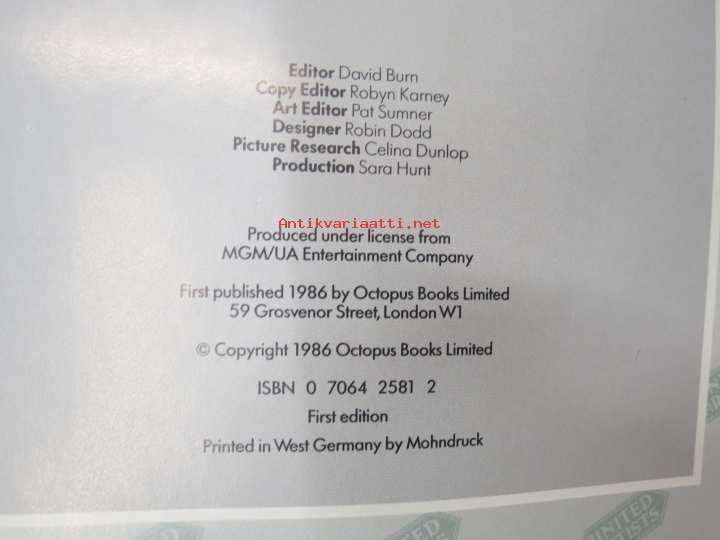 Editor David Burn
Copy Editor Robyn Karney
Art Editor Pat Sumner
Designer Robin Dodd
Picture Research Celina Dunlop
Production Sara Hunt
Antikvariaatti.net
Produced under license from
MGM/UA Entertainment Company
First published 1986 by Octopus Books Limited
59 Grosvenor Street, London W1
© Copyright 1986 Octopus Books Limited
ISBN 0 7064 2581 2
First edition
Printed in West Germany by Mohndruck
UNITED